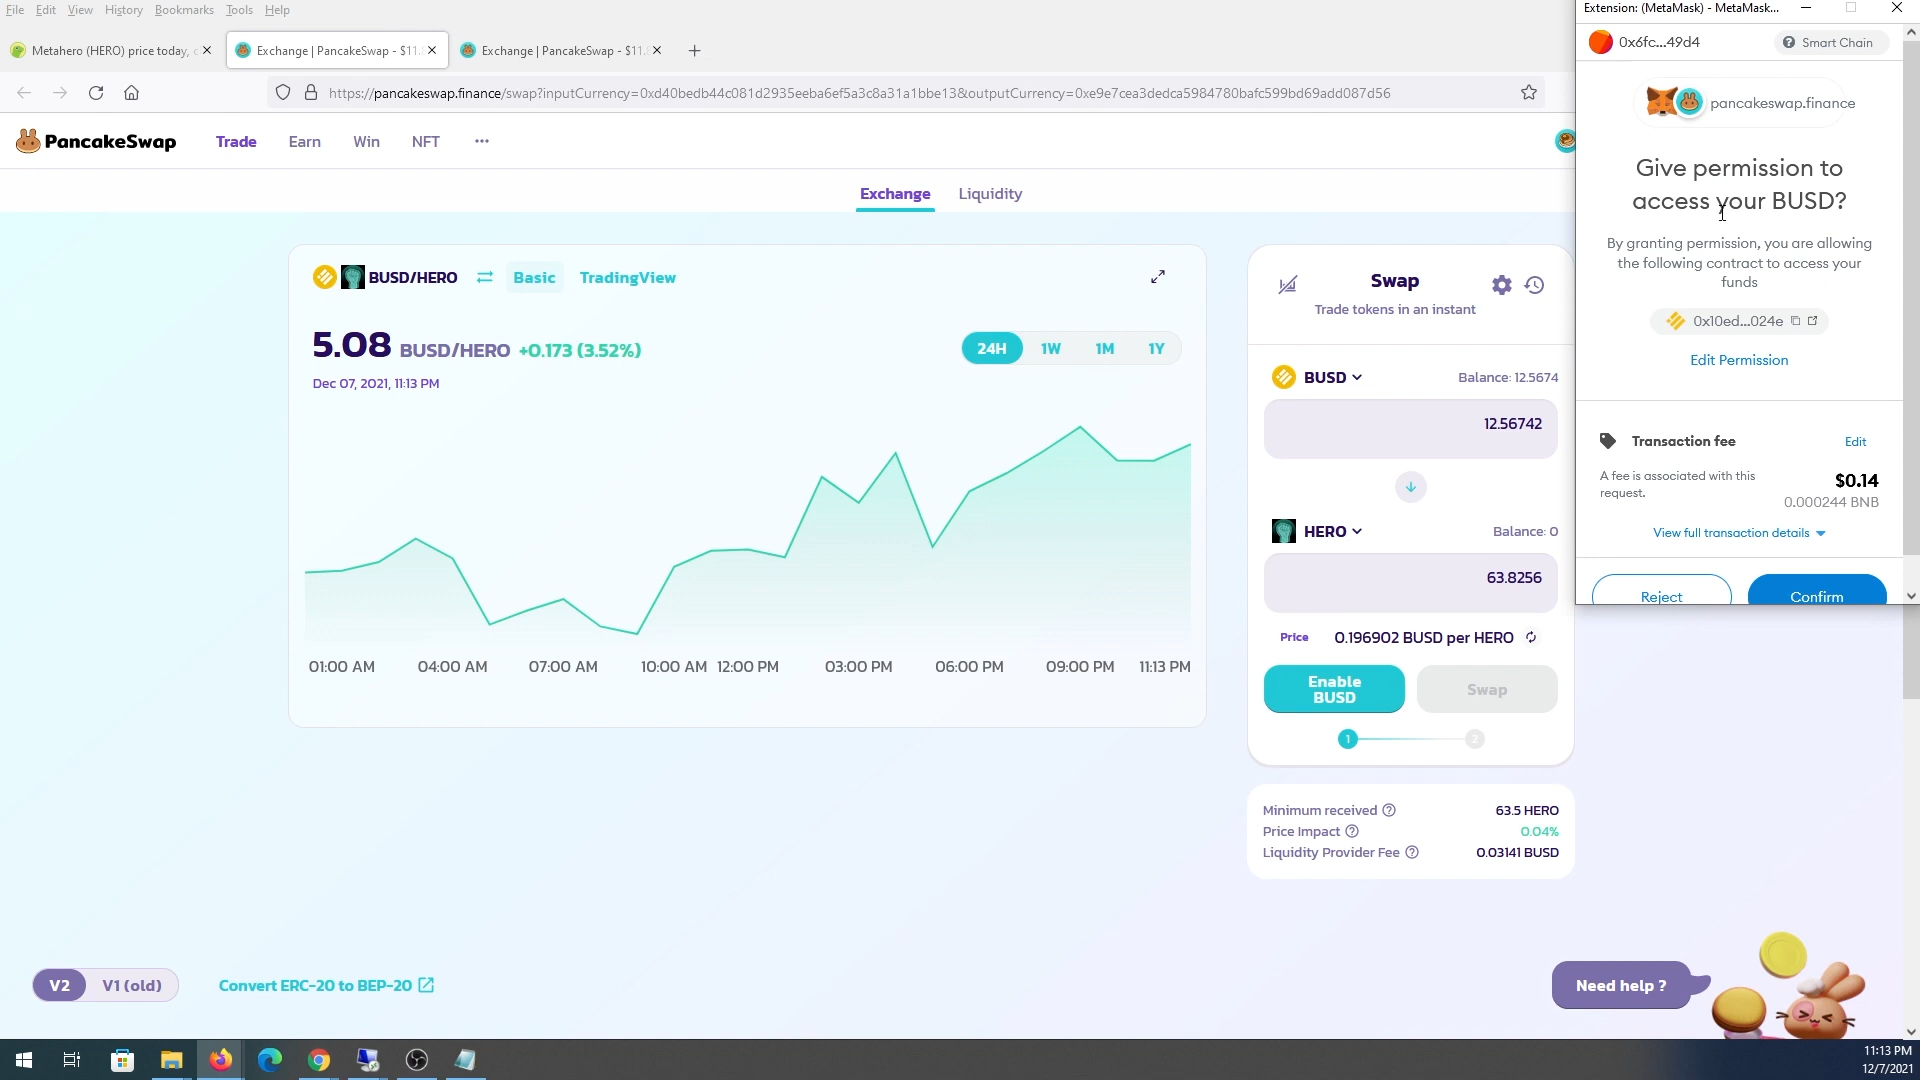 File Edit View History Bookmarks Tools Help
Metahero (HERO) price today, c
Exchange | PancakeSwap - $11.
Exchange | PancakeSwap - $11.
https://pancakeswap.finance/swap?inputCurrency=0xd40bedb44c081d2935eeba6ef5a3c8a31a1bbe13&outputCurrency=0xe9e7cea3dedca5984780bafc599bd69add087d56
PancakeSwap
Trade Earn Win NFT ...
Exchange Liquidity
BUSD/HERO Basic TradingView
5.08 BUSD/HERO +0.173 (3.52%)
24H 1W 1M 1Y
Dec 07, 2021, 11:13 PM
01:00 AM 04:00 AM 07:00 AM 10:00 AM 12:00 PM 03:00 PM 06:00 PM 09:00 PM 11:13 PM
Swap
Trade tokens in an instant
BUSD Balance: 12.5674
12.56742
HERO Balance: 0
63.8256
Price 0.196902 BUSD per HERO
Enable
BUSD
Swap
1 2
Minimum received 63.5 HERO
Price Impact 0.04%
Liquidity Provider Fee 0.03141 BUSD
V2 V1 (old)
Convert ERC-20 to BEP-20
Need help ?
Extension: (MetaMask) - MetaMask...
0x6fc...49d4
Smart Chain
pancakeswap.finance
Give permission to
access your BUSD?
By granting permission, you are allowing
the following contract to access your
funds
0x10ed...024e
Edit Permission
Transaction fee Edit
A fee is associated with this
request.
$0.14
0.000244 BNB
View full transaction details
Reject Confirm
11:13 PM
12/7/2021